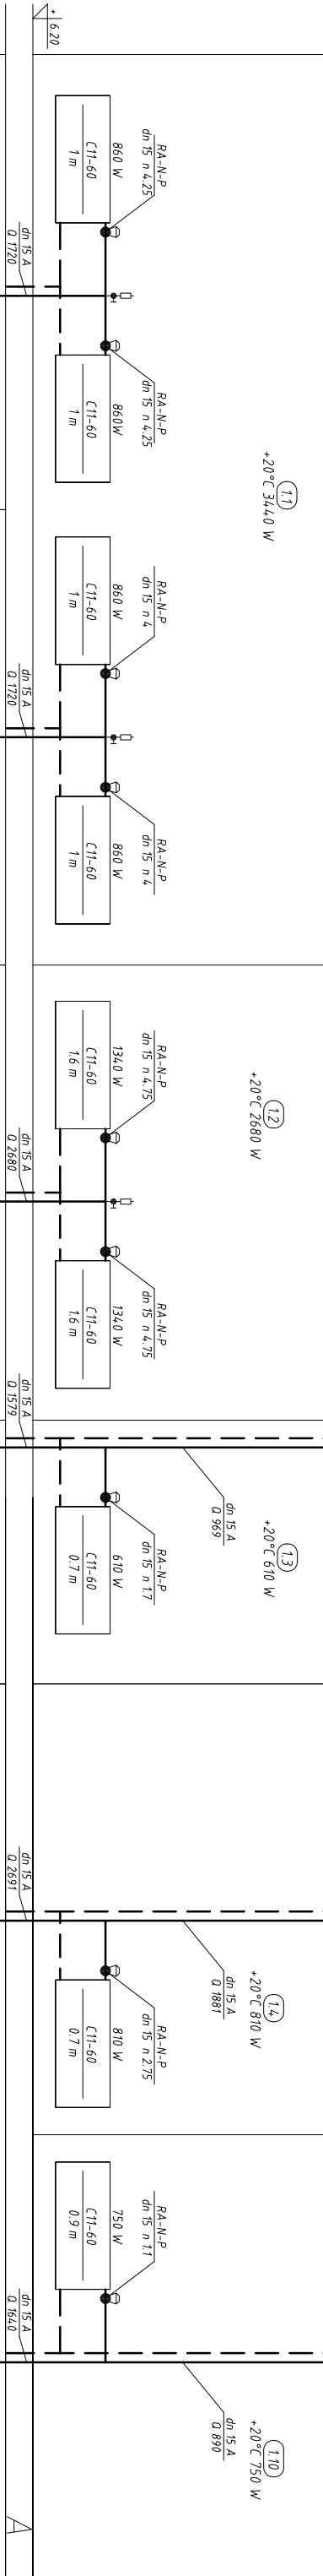 + 6.20
1.1
+20°C 3440 W
RA-N-P
dn 15 n 4.25
860 W
C11-60
1 m
dn 15 A
Q 1720
RA-N-P
dn 15 n 4.25
860W
C11-60
1 m
RA-N-P
dn 15 n 4
860 W
C11-60
1 m
dn 15 A
Q 1720
RA-N-P
dn 15 n 4
860 W
C11-60
1 m
1.2
+20°C 2680 W
RA-N-P
dn 15 n 4.75
1340 W
C11-60
1.6 m
dn 15 A
Q 2680
RA-N-P
dn 15 n 4.75
1340 W
C11-60
1.6 m
1.3
+20°C 610 W
dn 15 A
Q 1579
dn 15 A
Q 969
RA-N-P
dn 15 n 1.7
610 W
C11-60
0.7 m
1.4
+20°C 810 W
dn 15 A
Q 2691
dn 15 A
Q 1881
RA-N-P
dn 15 n 2.75
810 W
C11-60
0.7 m
RA-N-P
dn 15 n 1.1
750 W
C11-60
0.9 m
dn 15 A
Q 1640
dn 15 A
Q 890
1.10
+20°C 750 W